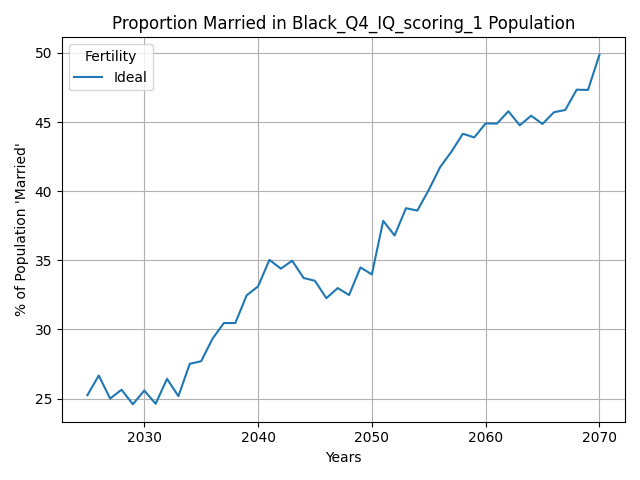 Proportion Married in Black_Q4_IQ_scoring_1 Population
Fertility
Ideal
% of Population 'Married'
50
45
40
35
30
25
2030 2040 2050 2060 2070
Years